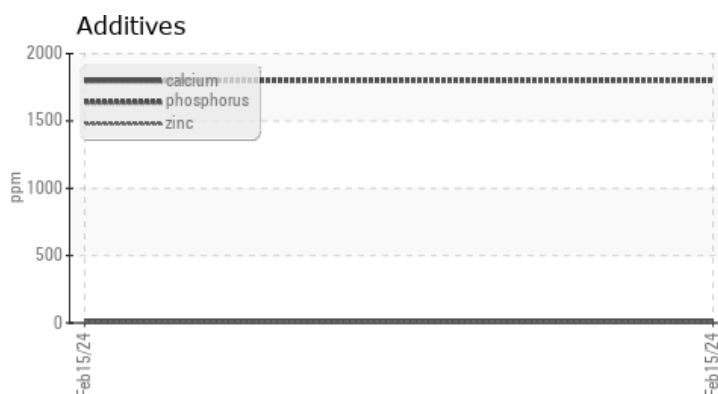 Additives
2000
calcium
phosphorus
1500
zinc
1000
ppm
500
0
Feb15/24
Feb15/24